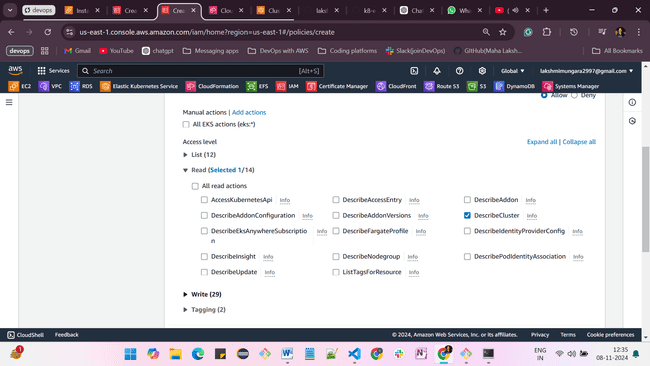 devops
Insta
Crea
Crea
Clou
Clus
laks
k8-
Chat
What
us-east-1.console.aws.amazon.com/iam/home?region=us-east-1#/policies/create
devops
Gmail
YouTube
chatgpt
Messaging apps
DevOps with AWS
Coding platforms
Slack(JoinDevOps)
GitHub(Maha Laksh...
All Bookmarks
aws
Services
Search
[Alt+S]
Global
lakshmimungara2997@gmail.com
EC2
VPC
RDS
Elastic Kubernetes Service
CloudFormation
EFS
IAM
Certificate Manager
CloudFront
Route 53
S3
DynamoDB
Systems Manager
Allow
Deny
Manual actions | Add actions
All EKS actions (eks:*)
Access level
Expand all | Collapse all
List (12)
Read (Selected 1/14)
All read actions
AccessKubernetesApi Info
DescribeAccessEntry Info
DescribeAddon Info
DescribeAddonConfiguration Info
DescribeAddonVersions Info
DescribeCluster Info
DescribeEksAnywhereSubscriptio
n Info
DescribeFargateProfile Info
DescribeIdentityProviderConfig Info
DescribeInsight Info
DescribeNodegroup Info
DescribePodIdentityAssociation Info
DescribeUpdate Info
ListTagsForResource Info
Write (29)
Tagging (2)
CloudShell
Feedback
© 2024, Amazon Web Services, Inc. or its affiliates.
Privacy
Terms
Cookie preferences
ENG
IN
12:35
08-11-2024